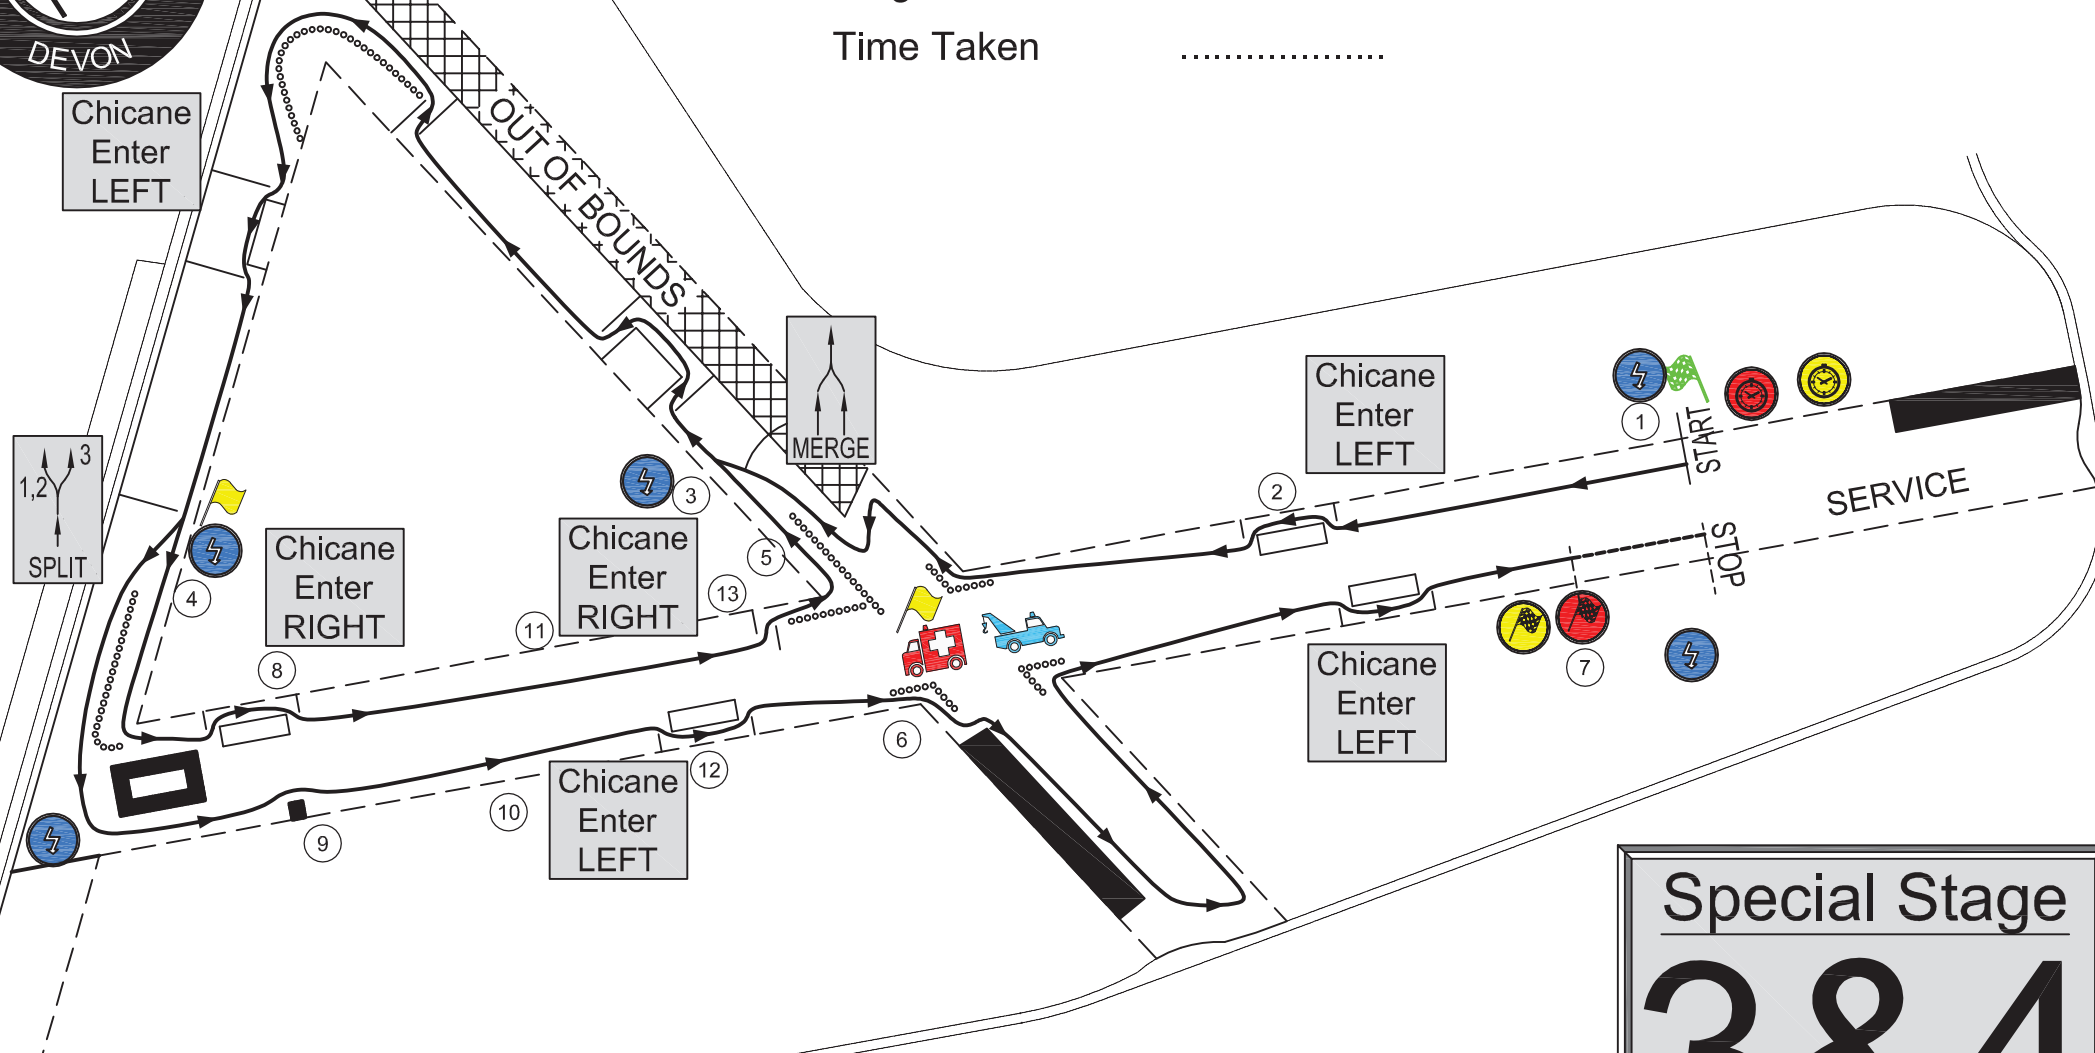 DEVON
Time Taken ....................
Chicane
Enter
LEFT
OUT OF BOUNDS
MERGE
Chicane
Enter
LEFT
1
START
2
SERVICE
STOP
3
1,2
SPLIT
3
4
Chicane
Enter
RIGHT
Chicane
Enter
RIGHT
5
13
11
8
6
7
Chicane
Enter
LEFT
12
10
9
Chicane
Enter
LEFT
Special Stage
3 & 4